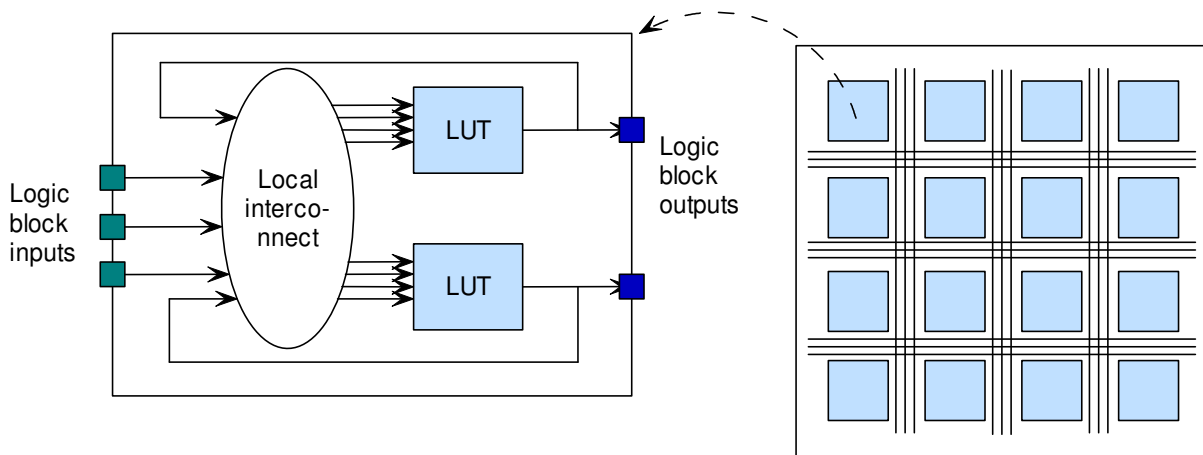 LUT
Logic
block
inputs
Local
interco-
nnect
Logic
block
outputs
LUT